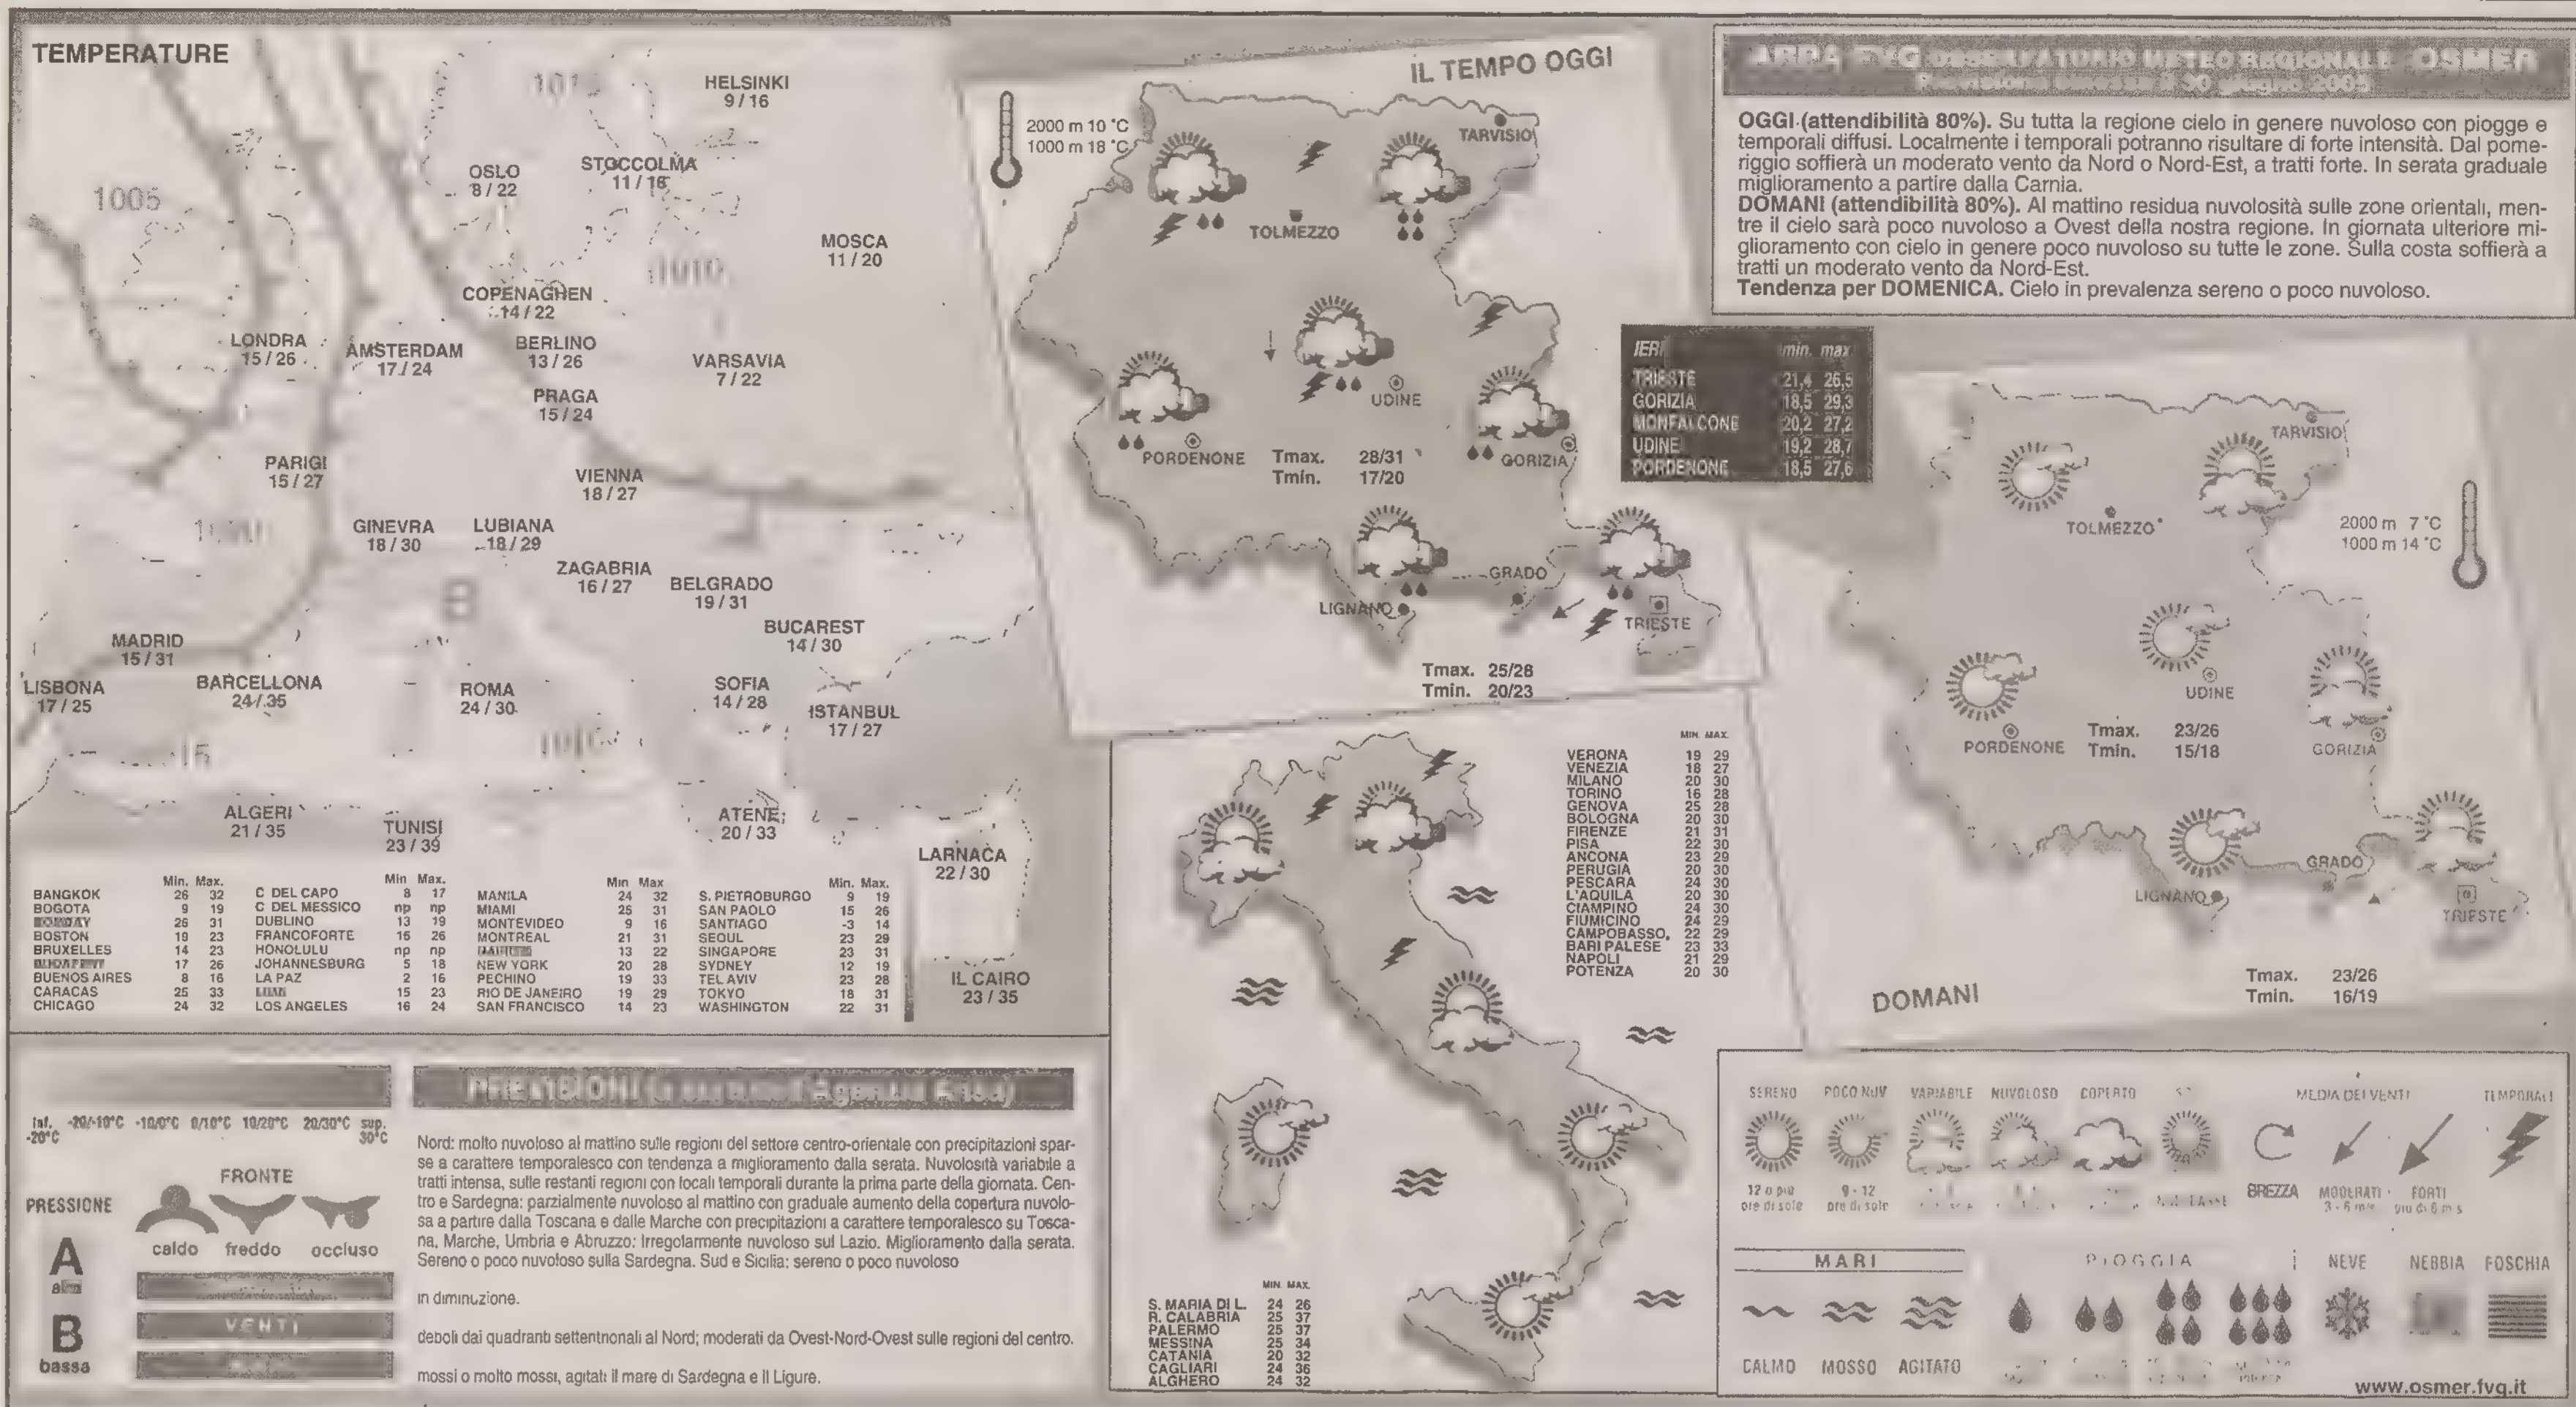 TEMPERATURE
1005
1010
HELSINKI
9/16
OSLO
8/22
STOCCOLMA
11/16
MOSCA
11/20
COPENAGHEN
14/22
LONDRA
15/26
AMSTERDAM
17/24
BERLINO
13/26
VARSAVIA
7/22
PRAGA
15/24
PARIGI
15/27
VIENNA
18/27
GINEVRA
18/30
LUBIANA
18/29
ZAGABRIA
16/27
BELGRADO
19/31
BUCAREST
14/30
MADRID
15/31
LISBONA
17/25
BARCELLONA
24/35
ROMA
24/30
SOFIA
14/28
ISTANBUL
17/27
ALGERI
21/35
TUNISI
23/39
ATENE
20/33
LARNACA
22/30
IL CAIRO
23/35
Min. Max.
BANGKOK 26 32
BOGOTA 9 19
26 31
BOSTON 19 23
BRUXELLES 14 23
17 26
BUENOS AIRES 8 16
CARACAS 25 33
CHICAGO 24 32
Min Max.
C DEL CAPO 8 17
C DEL MESSICO np np
DUBLINO 13 19
FRANCOFORTE 16 26
HONOLULU np np
JOHANNESBURG 5 18
LA PAZ 2 16
15 23
LOS ANGELES 16 24
Min Max
MANILA 24 32
MIAMI 25 31
MONTEVIDEO 9 16
MONTREAL 21 31
13 22
NEW YORK 20 28
PECHINO 19 33
RIO DE JANEIRO 19 29
SAN FRANCISCO 14 23
Min. Max.
S. PIETROBURGO 9 19
SAN PAOLO 15 26
SANTIAGO -3 14
SEOUL 23 29
SINGAPORE 23 31
SYDNEY 12 19
TEL AVIV 23 28
TOKYO 18 31
WASHINGTON 22 31
inf. -20°C -20/-10°C -10/0°C 0/10°C 10/20°C 20/30°C sup. 30°C
FRONTE
PRESSIONE
caldo freddo occluso
A
B
bassa
VENTI
Nord: molto nuvoloso al mattino sulle regioni del settore centro-orientale con precipitazioni spar-
se a carattere temporalesco con tendenza a miglioramento dalla serata. Nuvolosità variabile a
tratti intensa, sulle restanti regioni con locali temporali durante la prima parte della giornata. Cen-
tro e Sardegna: parzialmente nuvoloso al mattino con graduale aumento della copertura nuvolo-
sa a partire dalla Toscana e dalle Marche con precipitazioni a carattere temporalesco su Tosca-
na, Marche, Umbria e Abruzzo: Irregolarmente nuvoloso sul Lazio. Miglioramento dalla serata.
Sereno o poco nuvoloso sulla Sardegna. Sud e Sicilia: sereno o poco nuvoloso
in diminuzione.
deboli dai quadranti settentrionali al Nord; moderati da Ovest-Nord-Ovest sulle regioni del centro.
mossi o molto mossi, agitati il mare di Sardegna e il Ligure.
IL TEMPO OGGI
2000 m 10 °C
1000 m 18 °C
TARVISIO
TOLMEZZO
UDINE
PORDENONE
GORIZIA
Tmax. 28/31
Tmin. 17/20
GRADO
LIGNANO
TRIESTE
Tmax. 25/28
Tmin. 20/23
ARPA FVG OSSERVATORIO METEO REGIONALE OSMER
OGGI (attendibilità 80%). Su tutta la regione cielo in genere nuvoloso con piogge e
temporali diffusi. Localmente i temporali potranno risultare di forte intensità. Dal pome-
riggio soffierà un moderato vento da Nord o Nord-Est, a tratti forte. In serata graduale
miglioramento a partire dalla Carnia.
DOMANI (attendibilità 80%). Al mattino residua nuvolosità sulle zone orientali, men-
tre il cielo sarà poco nuvoloso a Ovest della nostra regione. In giornata ulteriore mi-
glioramento con cielo in genere poco nuvoloso su tutte le zone. Sulla costa soffierà a
tratti un moderato vento da Nord-Est.
Tendenza per DOMENICA. Cielo in prevalenza sereno o poco nuvoloso.
IERI min. max
TRIESTE 21,4 26,5
GORIZIA 18,5 29,3
MONFALCONE 20,2 27,2
UDINE 19,2 28,7
PORDENONE 18,5 27,6
TARVISIO
TOLMEZZO
2000 m 7 °C
1000 m 14 °C
UDINE
PORDENONE
Tmax. 23/26
Tmin. 15/18
GORIZIA
GRADO
LIGNANO
TRIESTE
DOMANI
Tmax. 23/26
Tmin. 16/19
MIN. MAX.
VERONA 19 29
VENEZIA 18 27
MILANO 20 30
TORINO 16 28
GENOVA 25 28
BOLOGNA 20 30
FIRENZE 21 31
PISA 22 30
ANCONA 23 29
PERUGIA 20 30
PESCARA 24 30
L'AQUILA 20 30
CIAMPINO 24 30
FIUMICINO 24 29
CAMPOBASSO. 22 29
BARI PALESE 23 33
NAPOLI 21 29
POTENZA 20 30
MIN. MAX.
S. MARIA DI L. 24 26
R. CALABRIA 25 37
PALERMO 25 37
MESSINA 25 34
CATANIA 20 32
CAGLIARI 24 36
ALGHERO 24 32
SERENO POCO NUV VARIABILE NUVOLOSO COPERTO MEDIA DEI VENTI TEMPORALI
12 o più ore di sole 9 - 12 ore di sole BREZZA MODERATI 3 - 6 m/s FORTI più di 6 m/s
MARI PIOGGIA NEVE NEBBIA FOSCHIA
CALMO MOSSO AGITATO
www.osmer.fvg.it